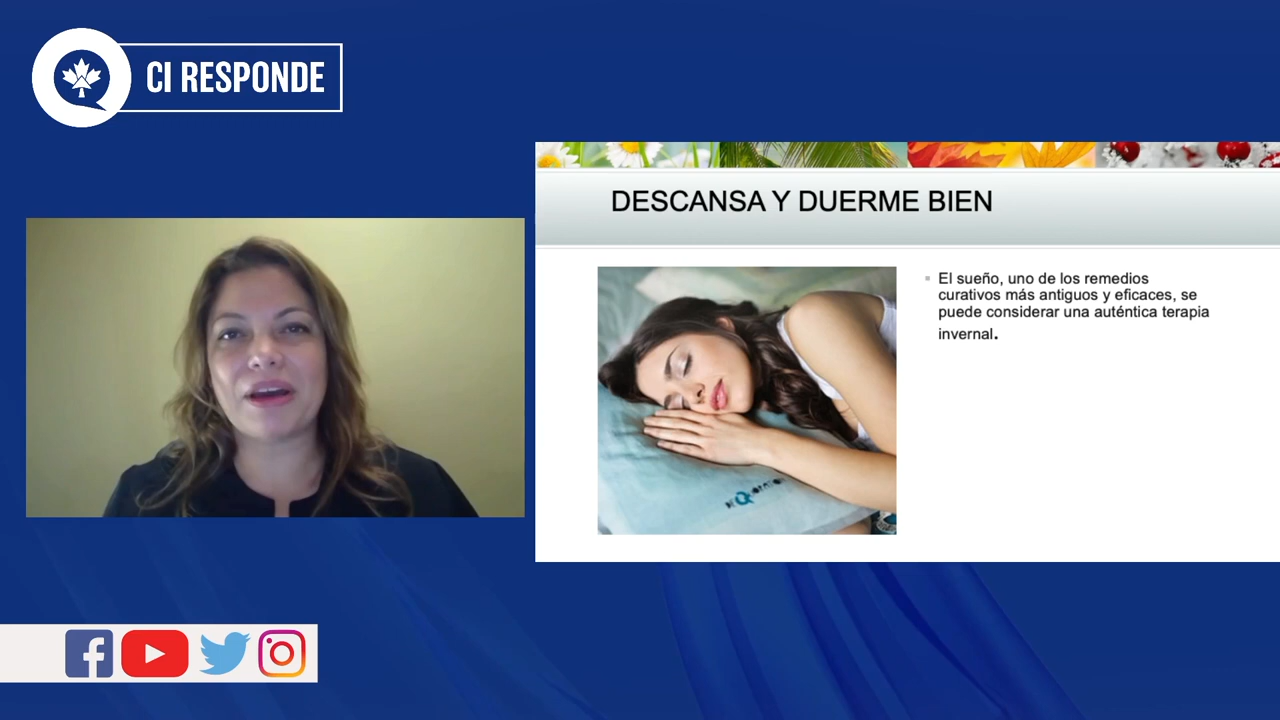 CI RESPONDE
DESCANSA Y DUERME BIEN
El sueño, uno de los remedios
curativos más antiguos y eficaces, se
puede considerar una auténtica terapia
invernal.